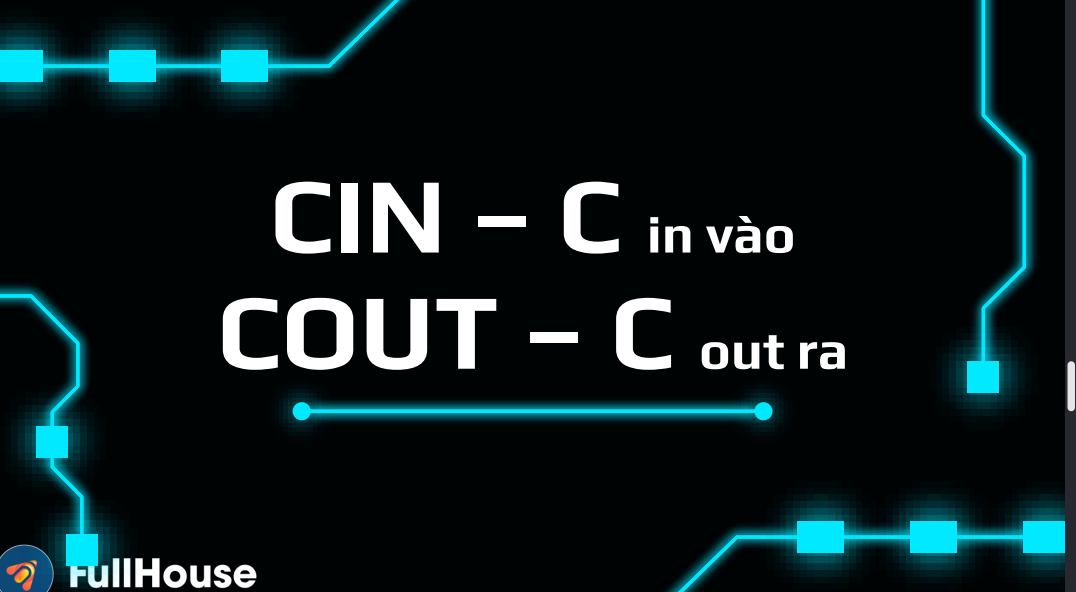 CIN – C in vào
COUT – C out ra
FullHouse